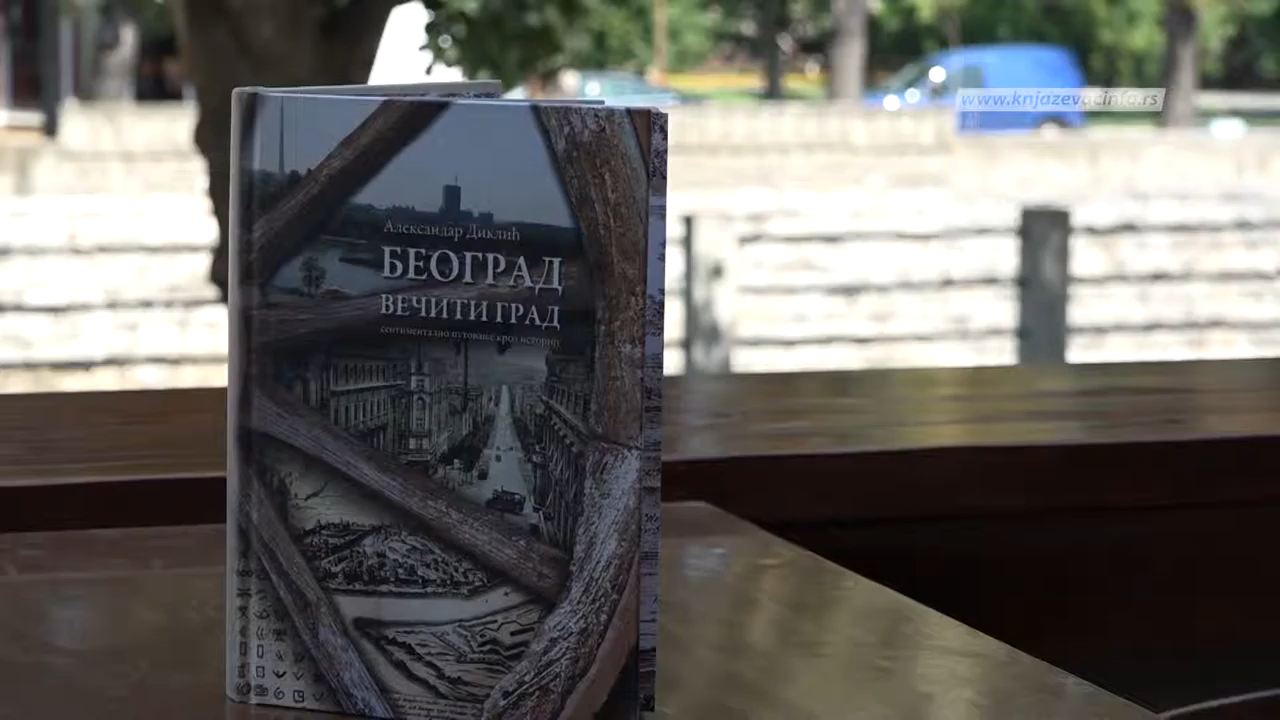 www.knjazevacinfo.rs
Александар Диклић
БЕОГРАД
ВЕЧИТИ ГРАД
сентиментално путовање кроз историју